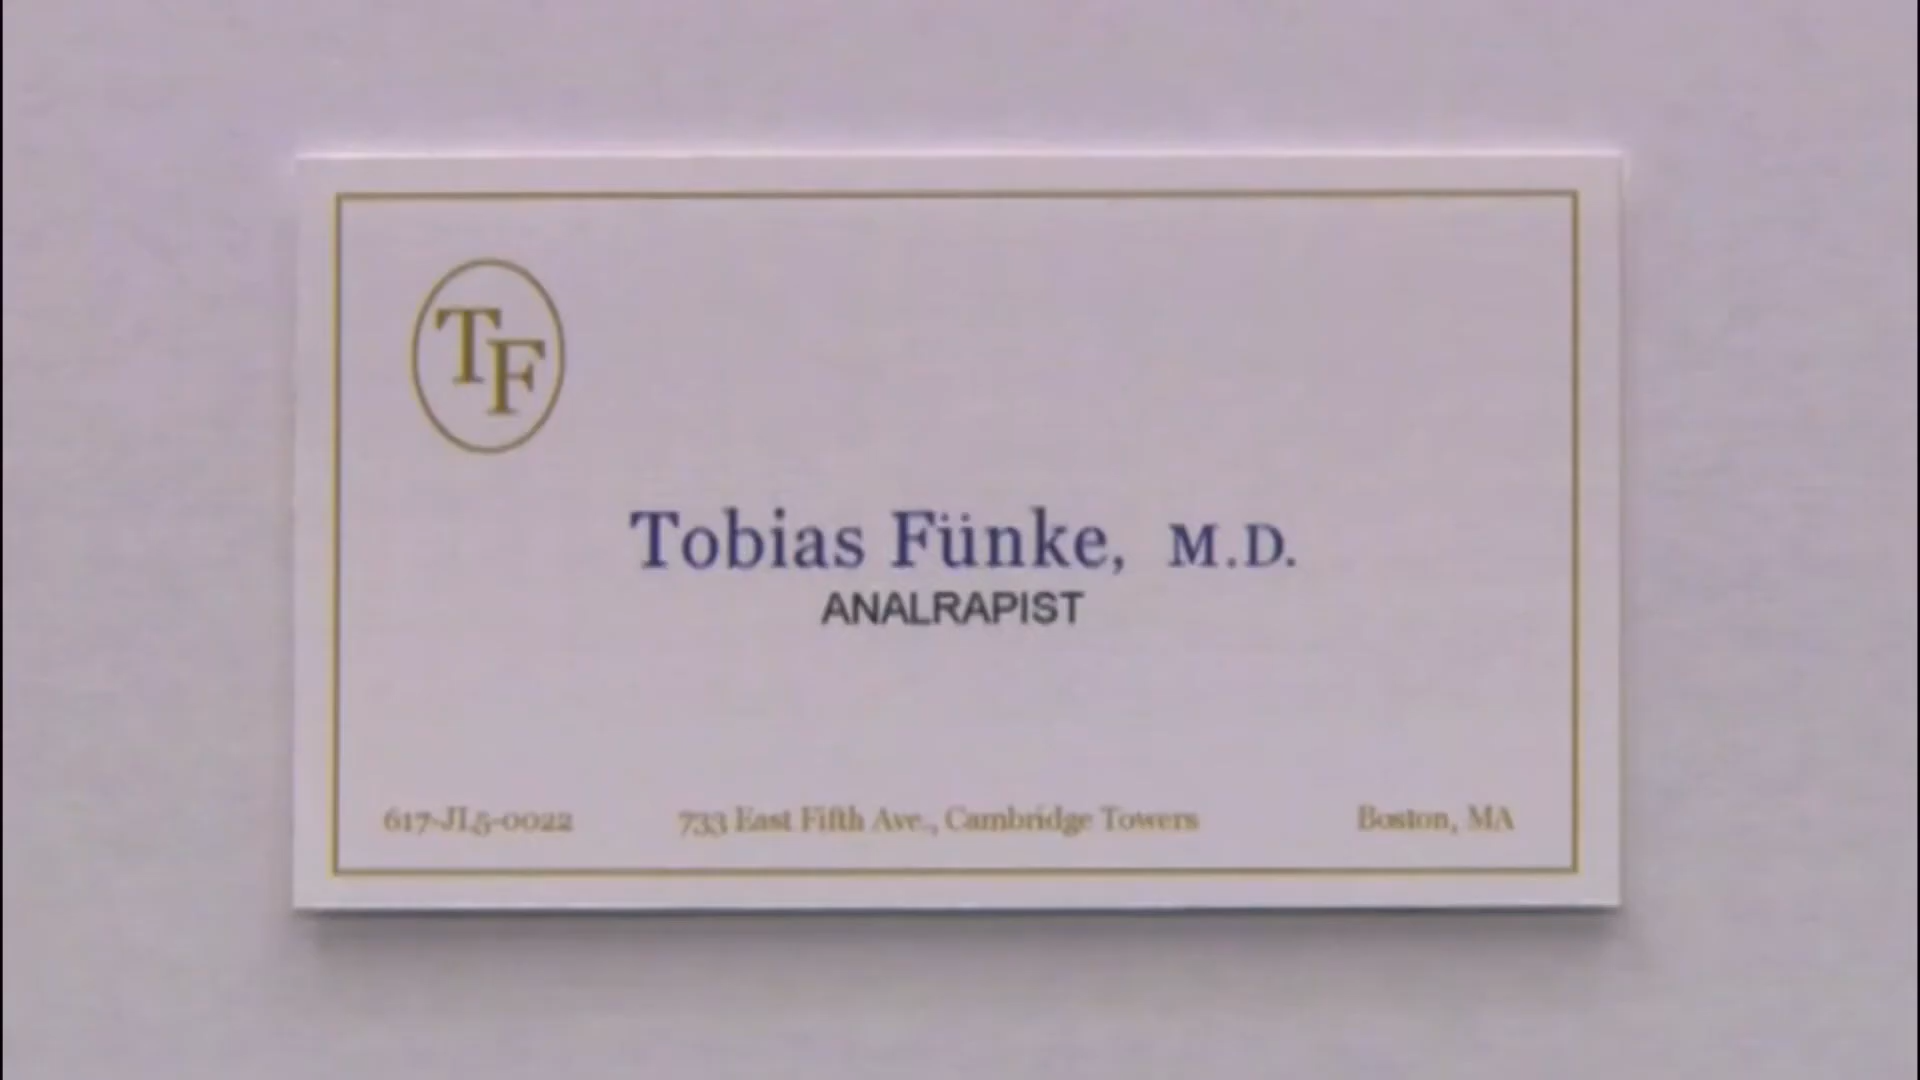 TF
Tobias Fünke, M.D.
ANALRAPIST
617-JL5-0022 733 East Fifth Ave., Cambridge Towers Boston, MA